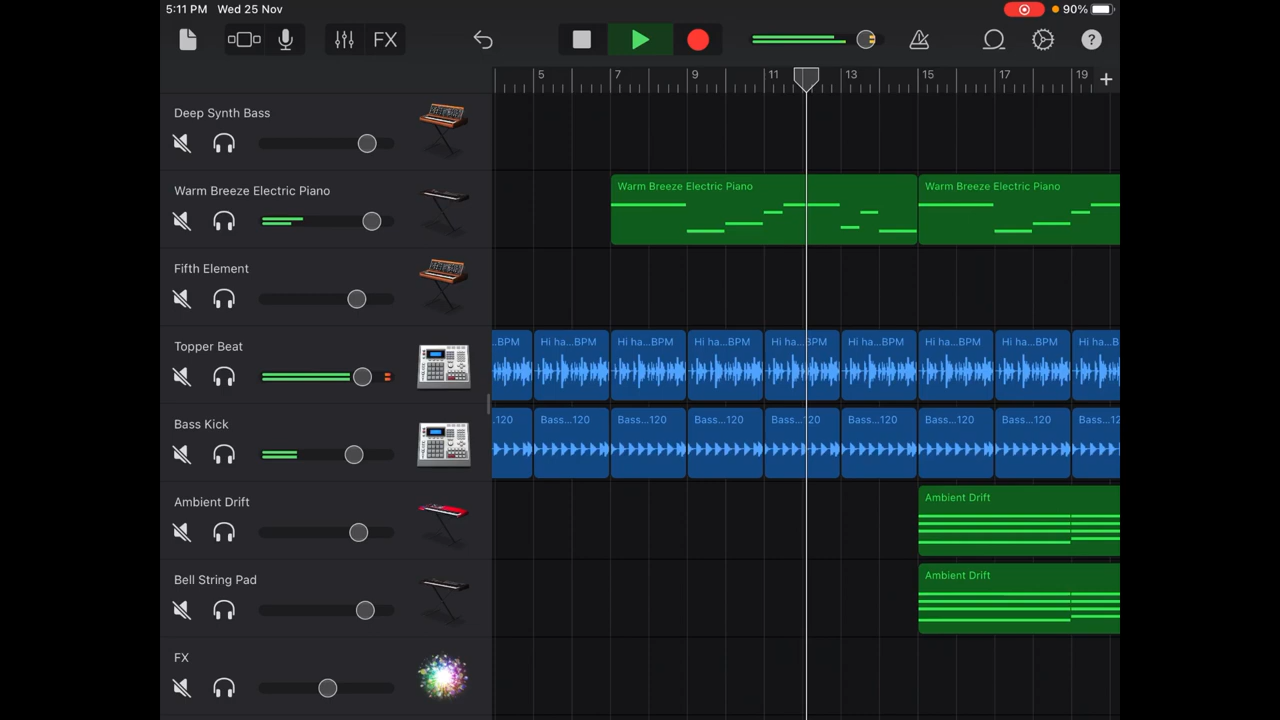 5:11 PM Wed 25 Nov 90%
FX
5 7 9 11 13 15 17 19 +
Deep Synth Bass
Warm Breeze Electric Piano
Warm Breeze Electric Piano Warm Breeze Electric Piano
Fifth Element
Topper Beat
..BPM Hi ha...BPM Hi ha...BPM Hi ha...BPM Hi ha...BPM Hi ha...BPM Hi ha...BPM Hi ha...BPM Hi ha...B
Bass Kick
.120 Bass...120 Bass...120 Bass...120 Bass...120 Bass...120 Bass...120 Bass...120 Bass...12
Ambient Drift
Ambient Drift
Bell String Pad
Ambient Drift
FX